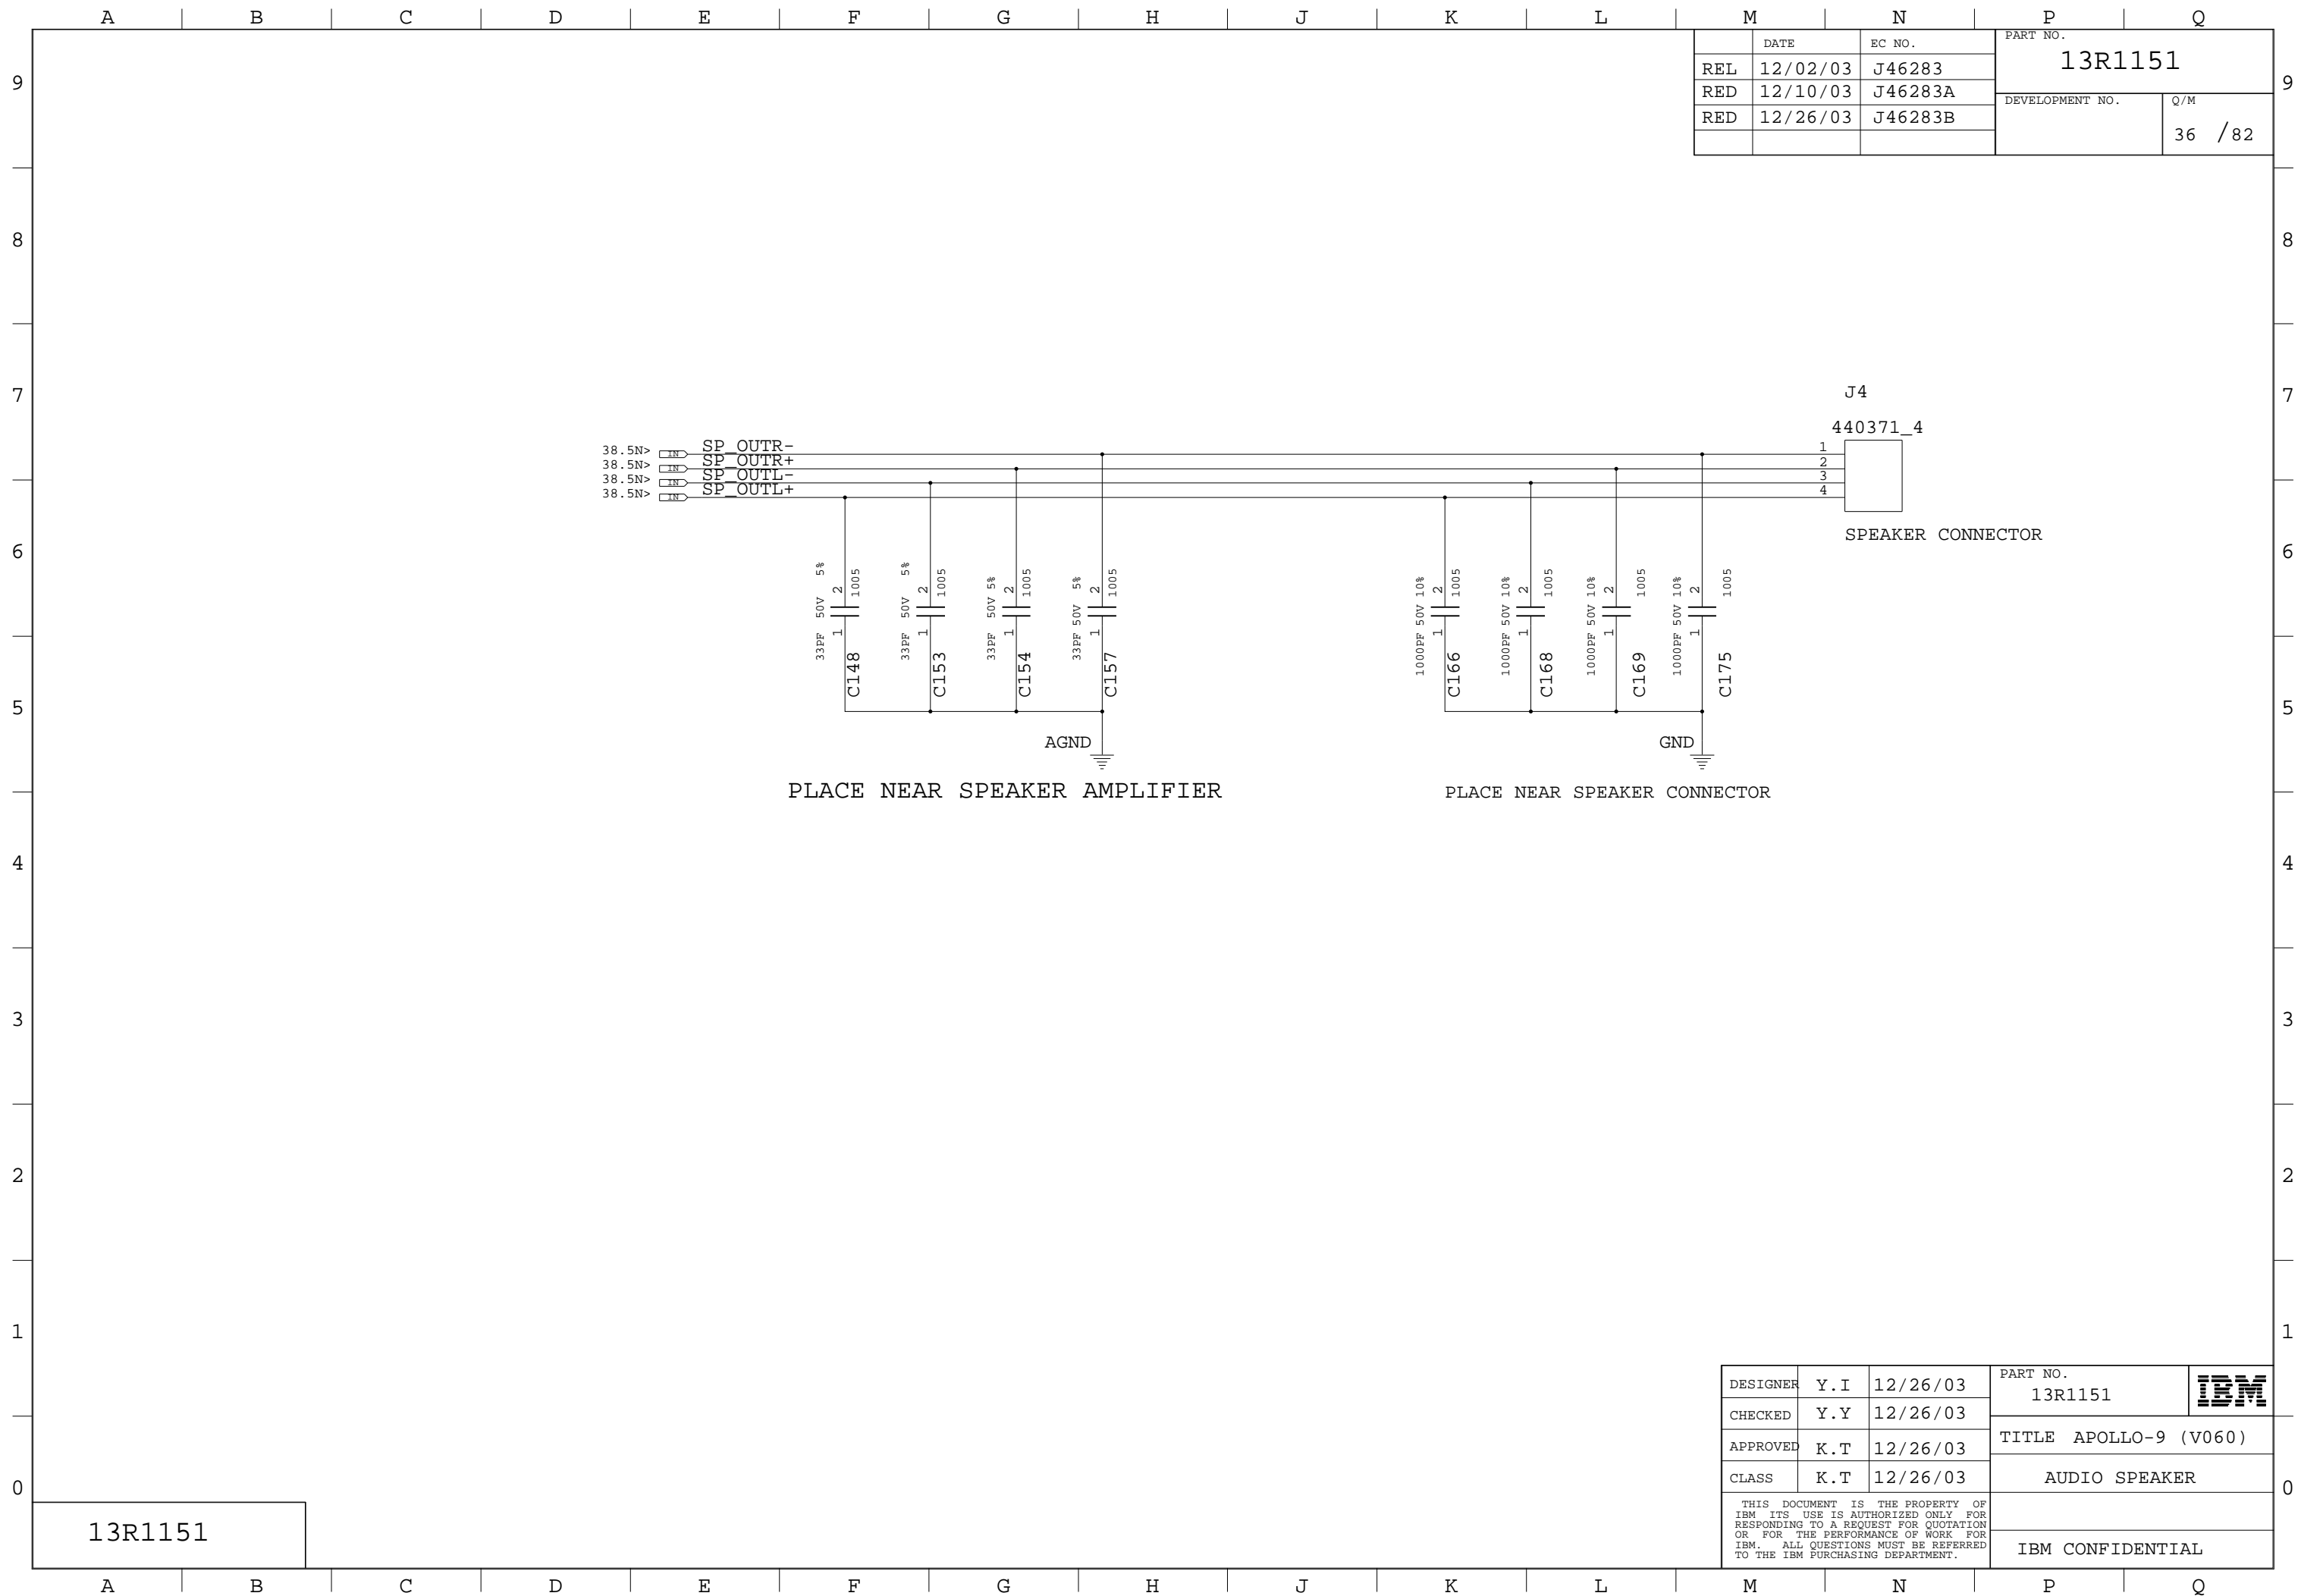 A B C D E F G H J K L M N P Q
DATE EC NO.
REL 12/02/03 J46283
RED 12/10/03 J46283A
RED 12/26/03 J46283B
PART NO.
13R1151
DEVELOPMENT NO.
Q/M
36 /82
9 9
8 8
7 7
J4
440371_4
38.5N> IN SP_OUTR- 1
38.5N> IN SP_OUTR+ 2
38.5N> IN SP_OUTL- 3
38.5N> IN SP_OUTL+ 4
SPEAKER CONNECTOR
6 6
33PF 50V 5% 2 1 1005 C148
33PF 50V 5% 2 1 1005 C153
33PF 50V 5% 2 1 1005 C154
33PF 50V 5% 2 1 1005 C157
1000PF 50V 10% 2 1 1005 C166
1000PF 50V 10% 2 1 1005 C168
1000PF 50V 10% 2 1 1005 C169
1000PF 50V 10% 2 1 1005 C175
5 5
AGND
GND
PLACE NEAR SPEAKER AMPLIFIER
PLACE NEAR SPEAKER CONNECTOR
4 4
3 3
2 2
1 1
DESIGNER Y.I 12/26/03
CHECKED Y.Y 12/26/03
APPROVED K.T 12/26/03
CLASS K.T 12/26/03
PART NO.
13R1151
IBM
TITLE APOLLO-9 (V060)
AUDIO SPEAKER
0 0
THIS DOCUMENT IS THE PROPERTY OF
IBM ITS USE IS AUTHORIZED ONLY FOR
RESPONDING TO A REQUEST FOR QUOTATION
OR FOR THE PERFORMANCE OF WORK FOR
IBM. ALL QUESTIONS MUST BE REFERRED
TO THE IBM PURCHASING DEPARTMENT.
IBM CONFIDENTIAL
13R1151
A B C D E F G H J K L M N P Q